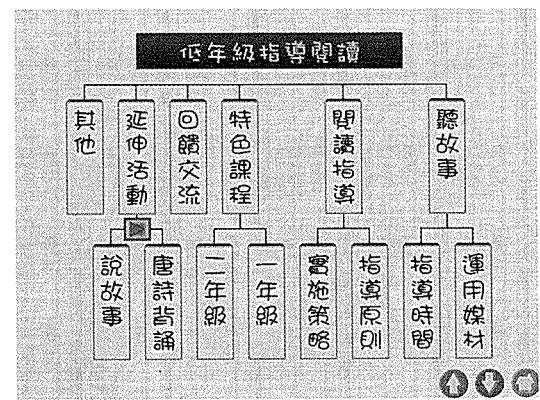 低年級指導閱讀
聽故事
閱讀指導
特色課程
回饋交流
延伸活動
其他
運用媒材
指導時間
指導原則
實施策略
一年級
二年級
唐詩背誦
說故事